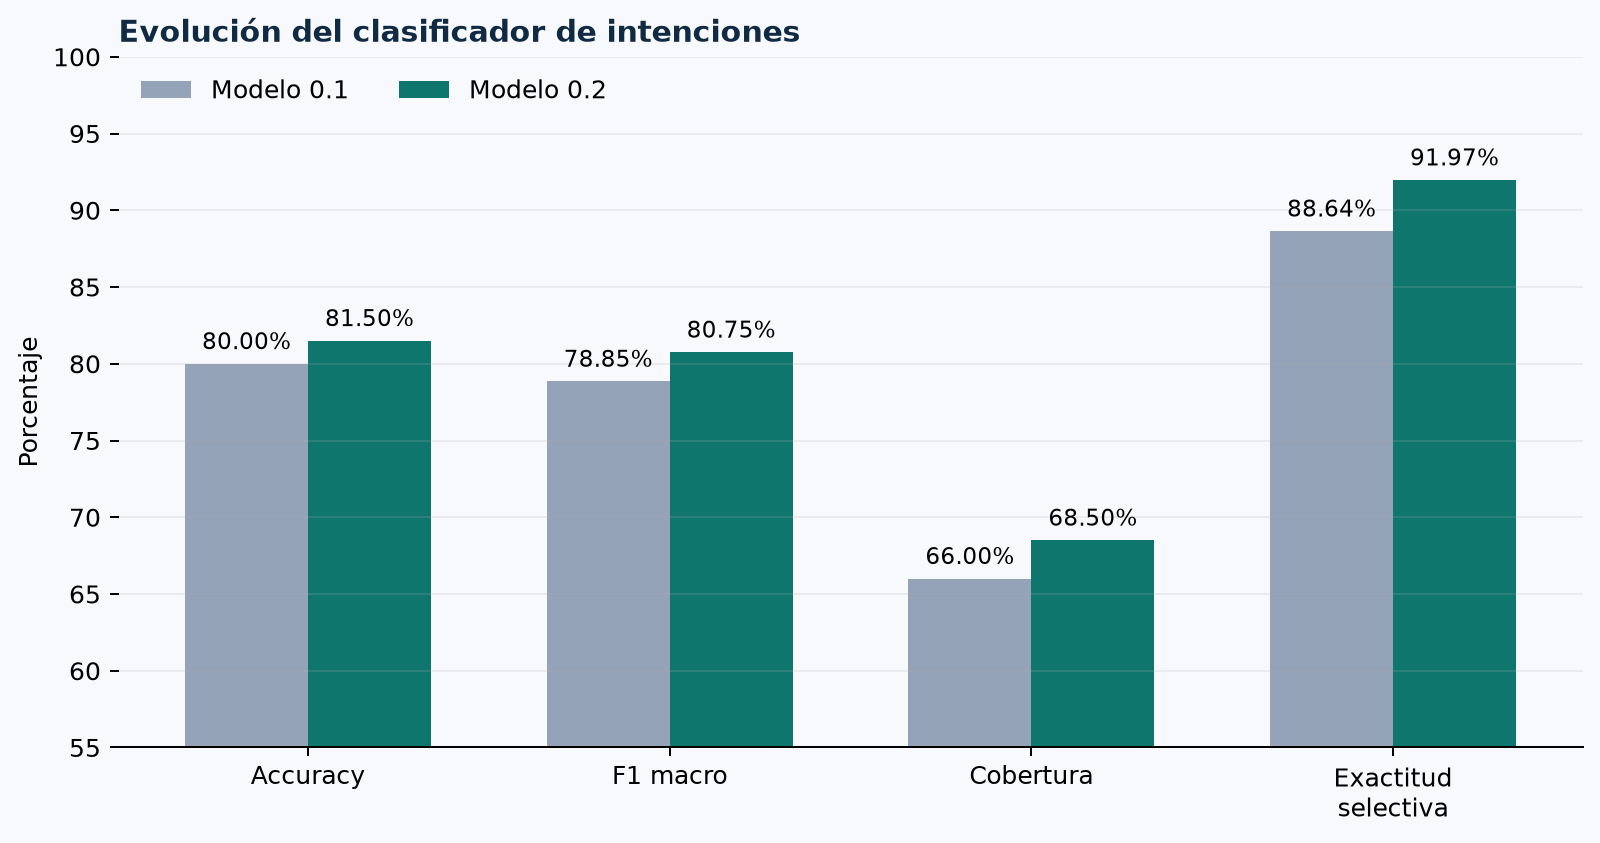 Evolución del clasificador de intenciones
Modelo 0.1
Modelo 0.2
Porcentaje
100
95
90
85
80
75
70
65
60
55
80.00%
81.50%
78.85%
80.75%
66.00%
68.50%
88.64%
91.97%
Accuracy
F1 macro
Cobertura
Exactitud
selectiva